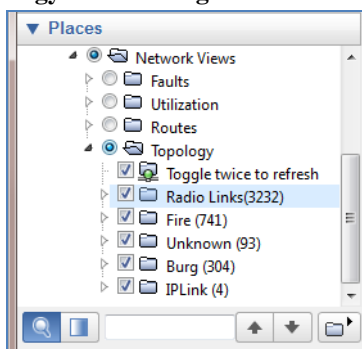 Places
Network Views
Faults
Utilization
Routes
Topology
Toggle twice to refresh
Radio Links(3232)
Fire (741)
Unknown (93)
Burg (304)
IPLink (4)